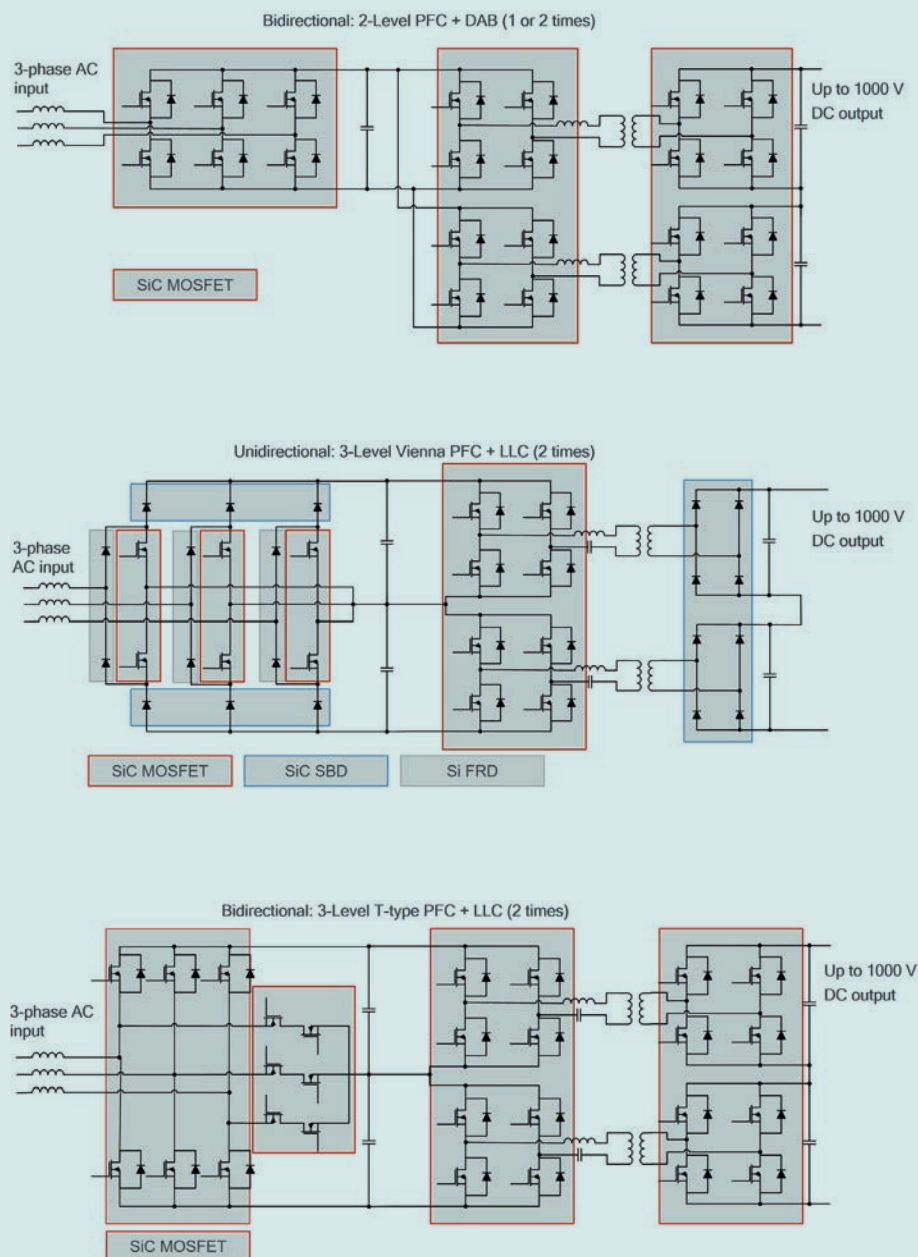 Bidirectional: 2-Level PFC + DAB (1 or 2 times)
3-phase AC
input
Up to 1000 V
DC output
SiC MOSFET
Unidirectional: 3-Level Vienna PFC + LLC (2 times)
3-phase AC
input
Up to 1000 V
DC output
SiC MOSFET
SiC SBD
Si FRD
Bidirectional: 3-Level T-type PFC + LLC (2 times)
3-phase AC
input
Up to 1000 V
DC output
SiC MOSFET